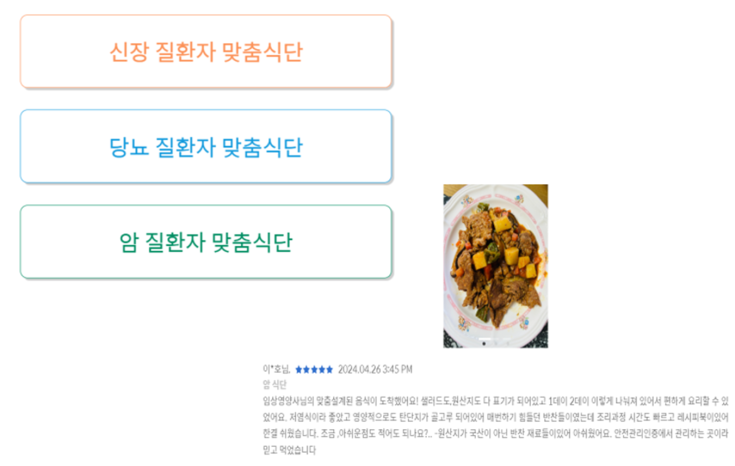 신장 질환자 맞춤식단
당뇨 질환자 맞춤식단
암 질환자 맞춤식단
이*호님, ★★★★★ 2024.04.26 3:45 PM
암 식단
임상영양사님의 맞춤설계된 음식이 도착했어요! 샐러드도,원산지도 다 표기가 되어있고 1데이 2데이 이렇게 나눠져 있어서 편하게 요리할 수 있
었어요. 저염식이라 좋았고 영양적으로도 탄단지가 골고루 되어있어 매번하기 힘들던 반찬들이였는데 조리과정 시간도 빠르고 레시피북이있어
한결 쉬웠습니다. 조금 ,아쉬운점도 적어도 되나요?.. -원산지가 국산이 아닌 반찬 재료들이있어 아쉬웠어요. 안전관리인증에서 관리하는 곳이라
믿고 먹었습니다